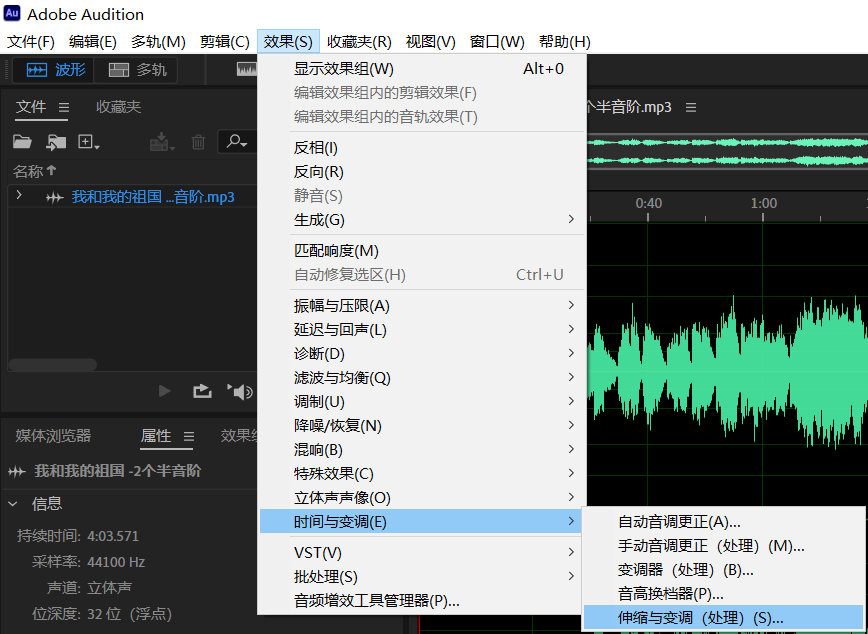 Au Adobe Audition
文件(F) 编辑(E) 多轨(M) 剪辑(C) 效果(S) 收藏夹(R) 视图(V) 窗口(W) 帮助(H)
波形 多轨
文件 收藏夹
名称
我和我的祖国 ...音阶.mp3
显示效果组(W) Alt+0
编辑效果组内的剪辑效果(F)
编辑效果组内的音轨效果(T)
反相(I)
反向(R)
静音(S)
生成(G)
匹配响度(M)
自动修复选区(H) Ctrl+U
振幅与压限(A)
延迟与回声(L)
诊断(D)
滤波与均衡(Q)
调制(U)
降噪/恢复(N)
混响(B)
特殊效果(C)
立体声声像(O)
时间与变调(E)
VST(V)
批处理(S)
音频增效工具管理器(P)...
个半音阶.mp3
0:40 1:00
媒体浏览器 属性 效果
我和我的祖国 -2个半音阶
信息
持续时间: 4:03.571
采样率: 44100 Hz
声道: 立体声
位深度: 32 位（浮点）
自动音调更正(A)...
手动音调更正（处理）(M)...
变调器（处理）(B)...
音高换档器(P)...
伸缩与变调（处理）(S)...